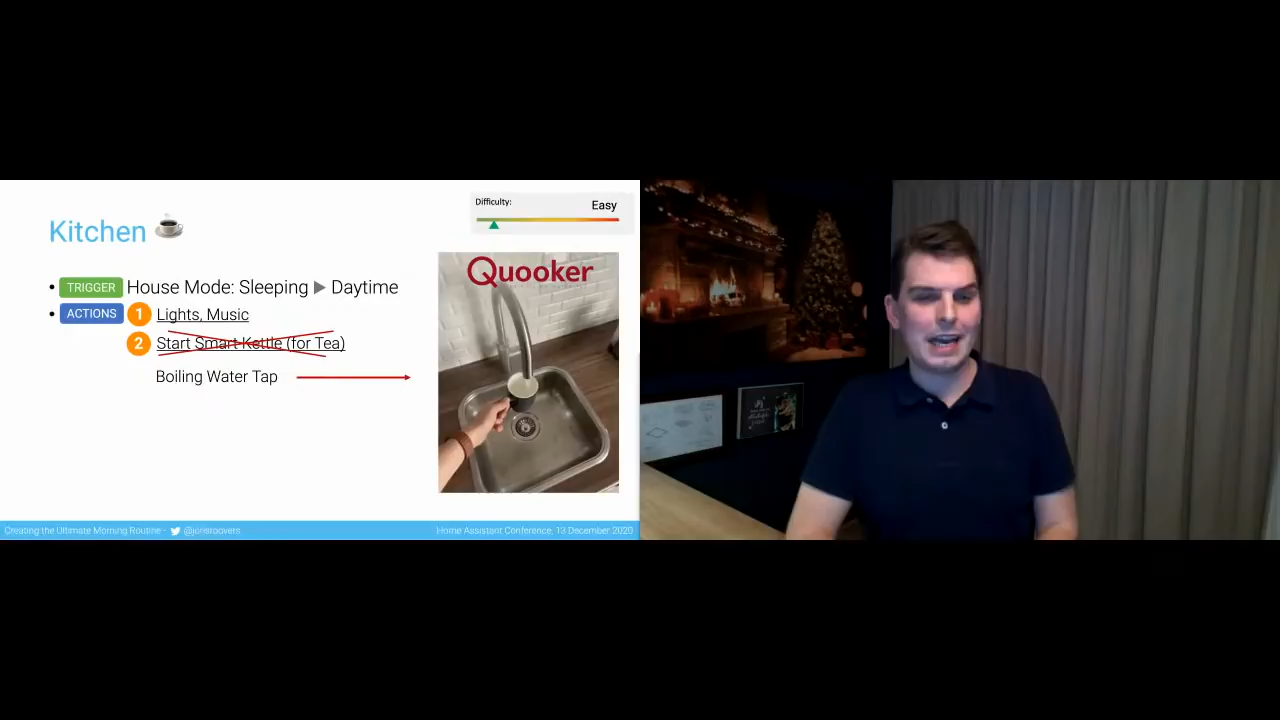 Difficulty:
Easy
Kitchen
Quooker
• TRIGGER House Mode: Sleeping ▶ Daytime
• ACTIONS 1 Lights, Music
2 Start Smart Kettle (for Tea)
Boiling Water Tap
Creating the Ultimate Morning Routine - @jorisroovers
Home Assistant Conference, 13 December 2020